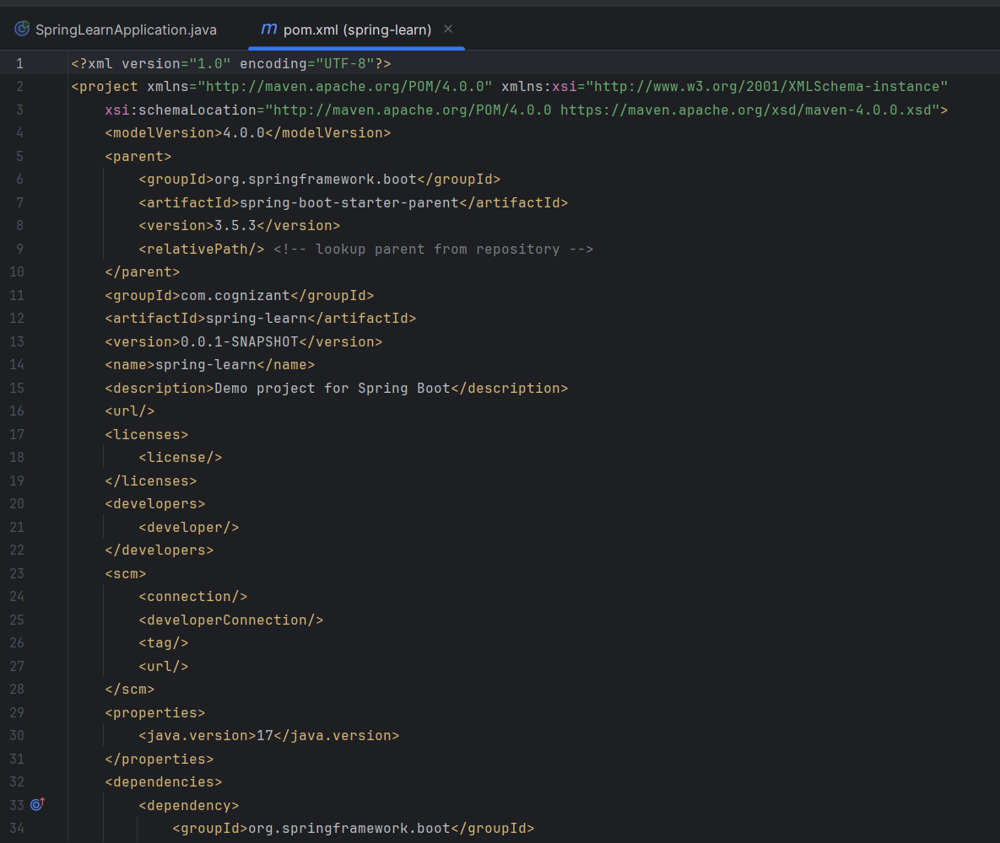 SpringLearnApplication.java
m pom.xml (spring-learn)
1 <?xml version="1.0" encoding="UTF-8"?>
2 <project xmlns="http://maven.apache.org/POM/4.0.0" xmlns:xsi="http://www.w3.org/2001/XMLSchema-instance"
3 xsi:schemaLocation="http://maven.apache.org/POM/4.0.0 https://maven.apache.org/xsd/maven-4.0.0.xsd">
4 <modelVersion>4.0.0</modelVersion>
5 <parent>
6 <groupId>org.springframework.boot</groupId>
7 <artifactId>spring-boot-starter-parent</artifactId>
8 <version>3.5.3</version>
9 <relativePath/> <!-- lookup parent from repository -->
10 </parent>
11 <groupId>com.cognizant</groupId>
12 <artifactId>spring-learn</artifactId>
13 <version>0.0.1-SNAPSHOT</version>
14 <name>spring-learn</name>
15 <description>Demo project for Spring Boot</description>
16 <url/>
17 <licenses>
18 <license/>
19 </licenses>
20 <developers>
21 <developer/>
22 </developers>
23 <scm>
24 <connection/>
25 <developerConnection/>
26 <tag/>
27 <url/>
28 </scm>
29 <properties>
30 <java.version>17</java.version>
31 </properties>
32 <dependencies>
33 <dependency>
34 <groupId>org.springframework.boot</groupId>